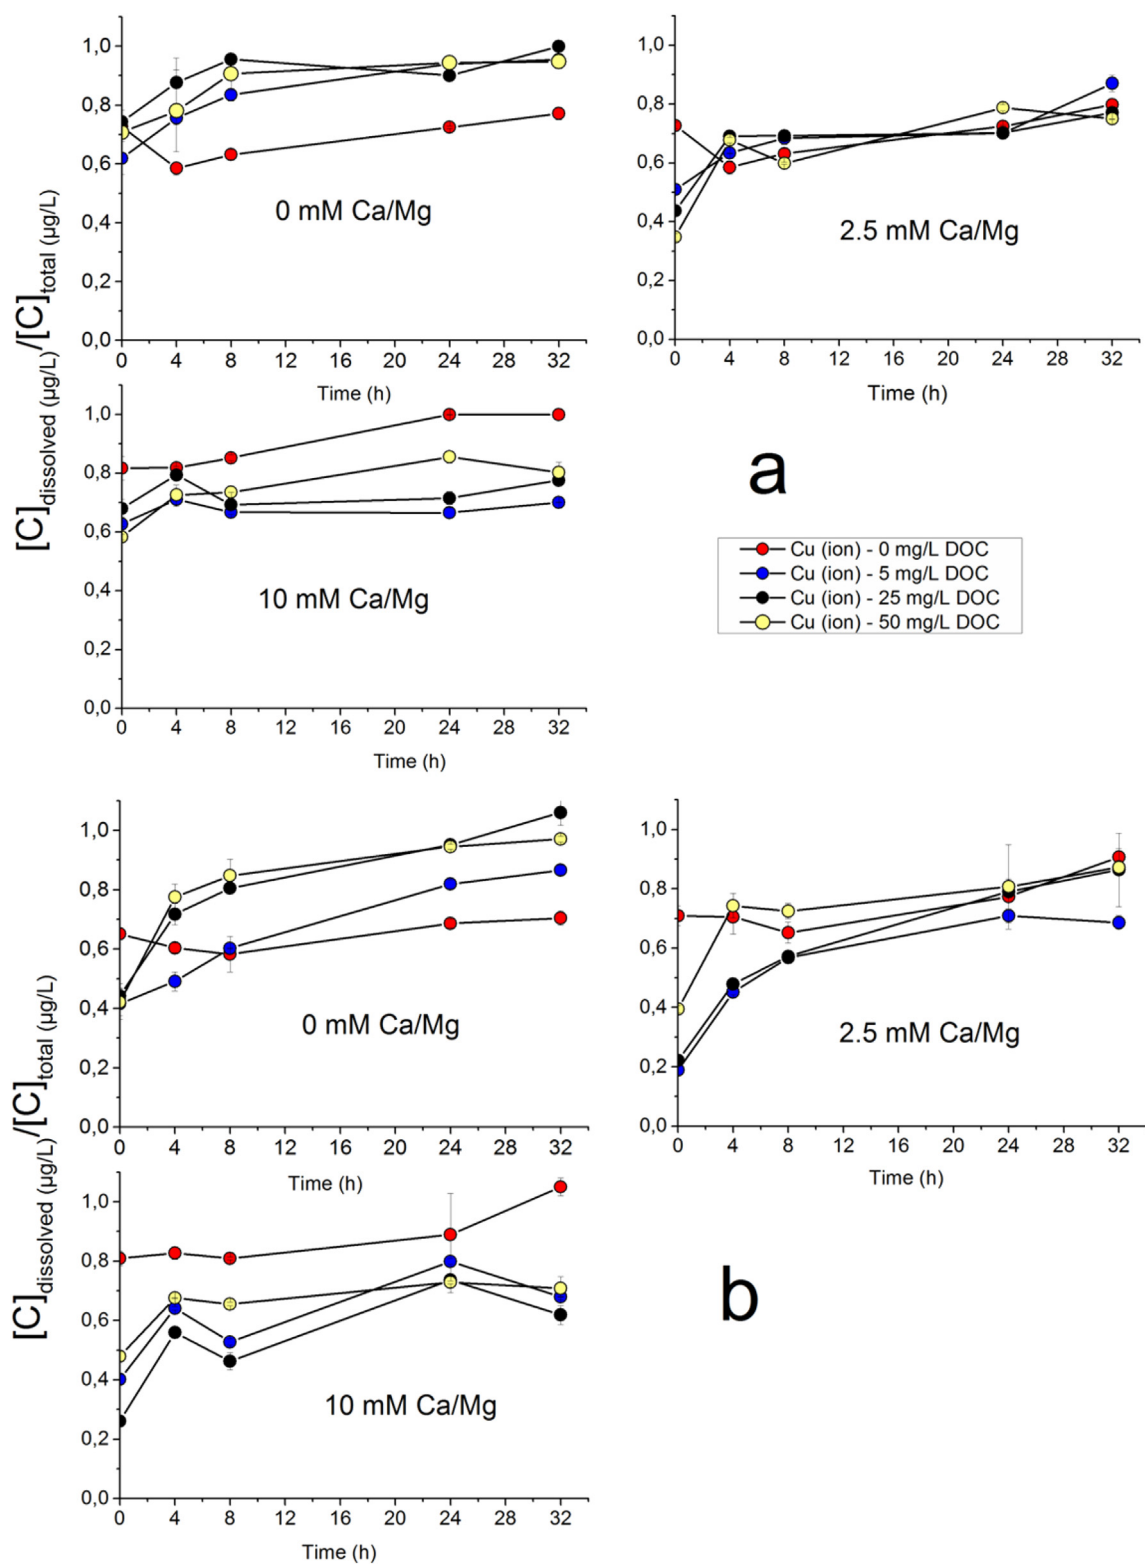 [C]dissolved (µg/L)/[C]total (µg/L)
1,0
0,8
0,6
0,4
0,2
0,0
0 4 8 12 16 20 24 28 32
Time (h)
0 mM Ca/Mg
1,0
0,8
0,6
0,4
0,2
0,0
0 4 8 12 16 20 24 28 32
Time (h)
2.5 mM Ca/Mg
1,0
0,8
0,6
0,4
0,2
0,0
0 4 8 12 16 20 24 28 32
Time (h)
10 mM Ca/Mg
a
Cu (ion) - 0 mg/L DOC
Cu (ion) - 5 mg/L DOC
Cu (ion) - 25 mg/L DOC
Cu (ion) - 50 mg/L DOC
[C]dissolved (µg/L)/[C]total (µg/L)
1,0
0,8
0,6
0,4
0,2
0,0
0 4 8 12 16 20 24 28 32
Time (h)
0 mM Ca/Mg
1,0
0,8
0,6
0,4
0,2
0,0
0 4 8 12 16 20 24 28 32
Time (h)
2.5 mM Ca/Mg
1,0
0,8
0,6
0,4
0,2
0,0
0 4 8 12 16 20 24 28 32
Time (h)
10 mM Ca/Mg
b